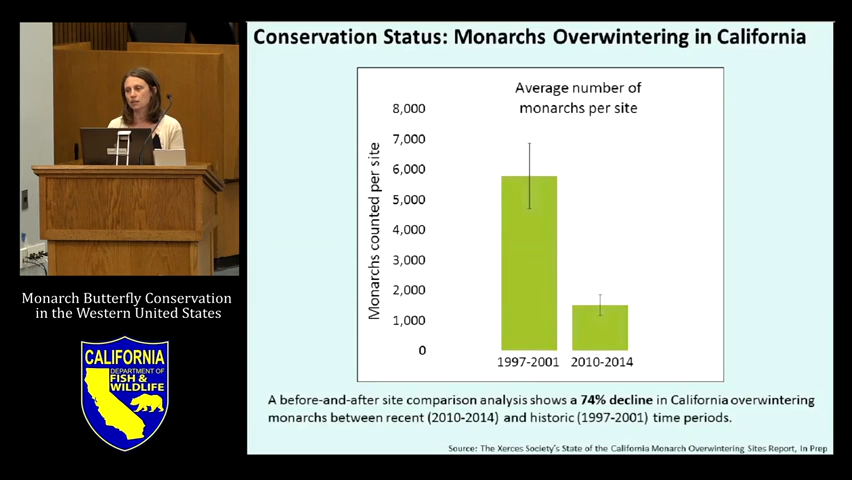 Conservation Status: Monarchs Overwintering in California
Average number of
monarchs per site
Monarchs counted per site
8,000
7,000
6,000
5,000
4,000
3,000
2,000
1,000
0
1997-2001 2010-2014
A before-and-after site comparison analysis shows a 74% decline in California overwintering
monarchs between recent (2010-2014) and historic (1997-2001) time periods.
Source: The Xerces Society's State of the California Monarch Overwintering Sites Report, In Prep
Monarch Butterfly Conservation
in the Western United States
CALIFORNIA
DEPARTMENT OF
FISH &
WILDLIFE